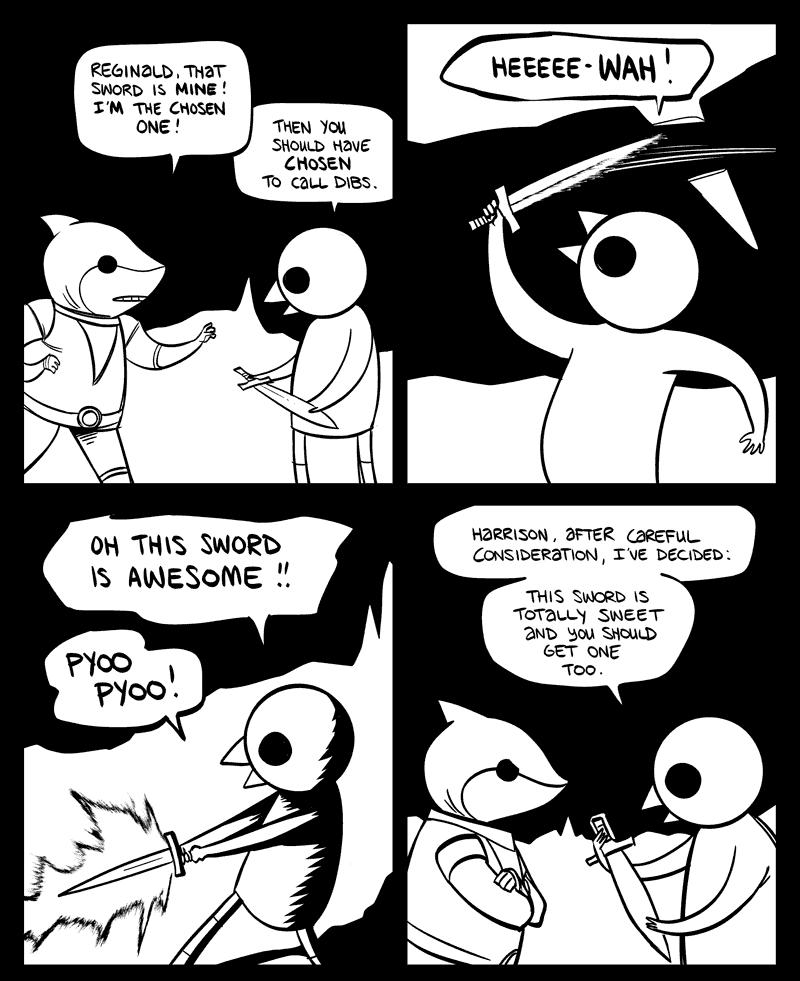 REGINALD, THAT
SWORD IS MINE!
I'M THE CHOSEN
ONE!
THEN YOU
SHOULD HAVE
CHOSEN
TO CALL DIBS.
HEEEEE-WAH!
OH THIS SWORD
IS AWESOME!!
PYOO
PYOO!
HARRISON, AFTER CAREFUL
CONSIDERATION, I'VE DECIDED:
THIS SWORD IS
TOTALLY SWEET
AND YOU SHOULD
GET ONE
TOO.